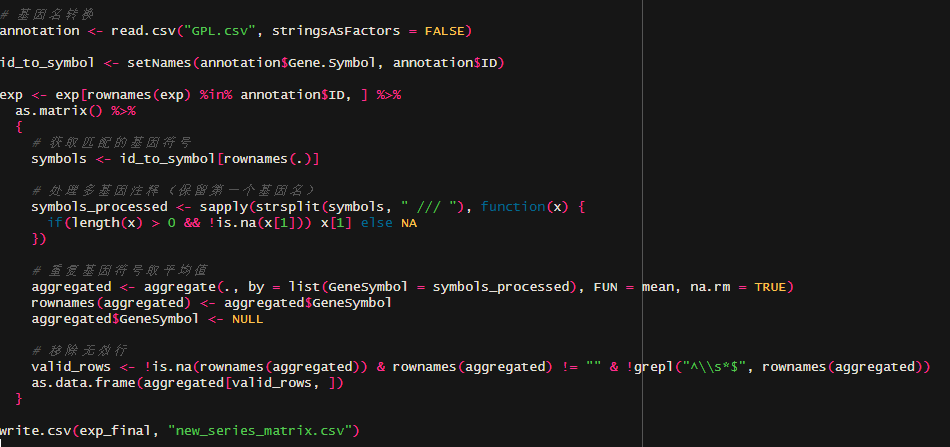 # 基因名转换
annotation <- read.csv("GPL.csv", stringsAsFactors = FALSE)
id_to_symbol <- setNames(annotation$Gene.Symbol, annotation$ID)
exp <- exp[rownames(exp) %in% annotation$ID, ] %>%
as.matrix() %>%
{
# 获取匹配的基因符号
symbols <- id_to_symbol[rownames(.)]
# 处理多基因注释（保留第一个基因名）
symbols_processed <- sapply(strsplit(symbols, " /// "), function(x) {
if(length(x) > 0 && !is.na(x[1])) x[1] else NA
})
# 重复基因符号取平均值
aggregated <- aggregate(., by = list(GeneSymbol = symbols_processed), FUN = mean, na.rm = TRUE)
rownames(aggregated) <- aggregated$GeneSymbol
aggregated$GeneSymbol <- NULL
# 移除无效行
valid_rows <- !is.na(rownames(aggregated)) & rownames(aggregated) != "" & !grepl("^\\s*$", rownames(aggregated))
as.data.frame(aggregated[valid_rows, ])
}
write.csv(exp_final, "new_series_matrix.csv")